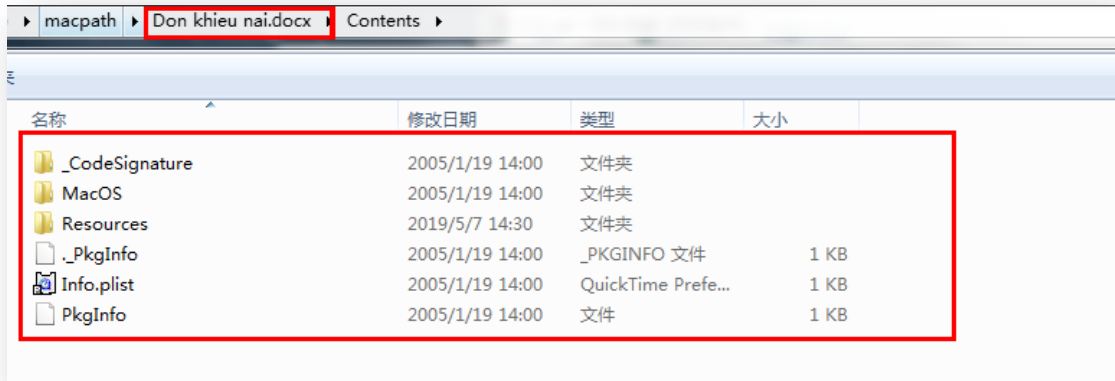 macpath Don khieu nai.docx Contents
夹
名称 修改日期 类型 大小
_CodeSignature 2005/1/19 14:00 文件夹
MacOS 2005/1/19 14:00 文件夹
Resources 2019/5/7 14:30 文件夹
._PkgInfo 2005/1/19 14:00 _PKGINFO 文件 1 KB
Info.plist 2005/1/19 14:00 QuickTime Prefe... 1 KB
PkgInfo 2005/1/19 14:00 文件 1 KB